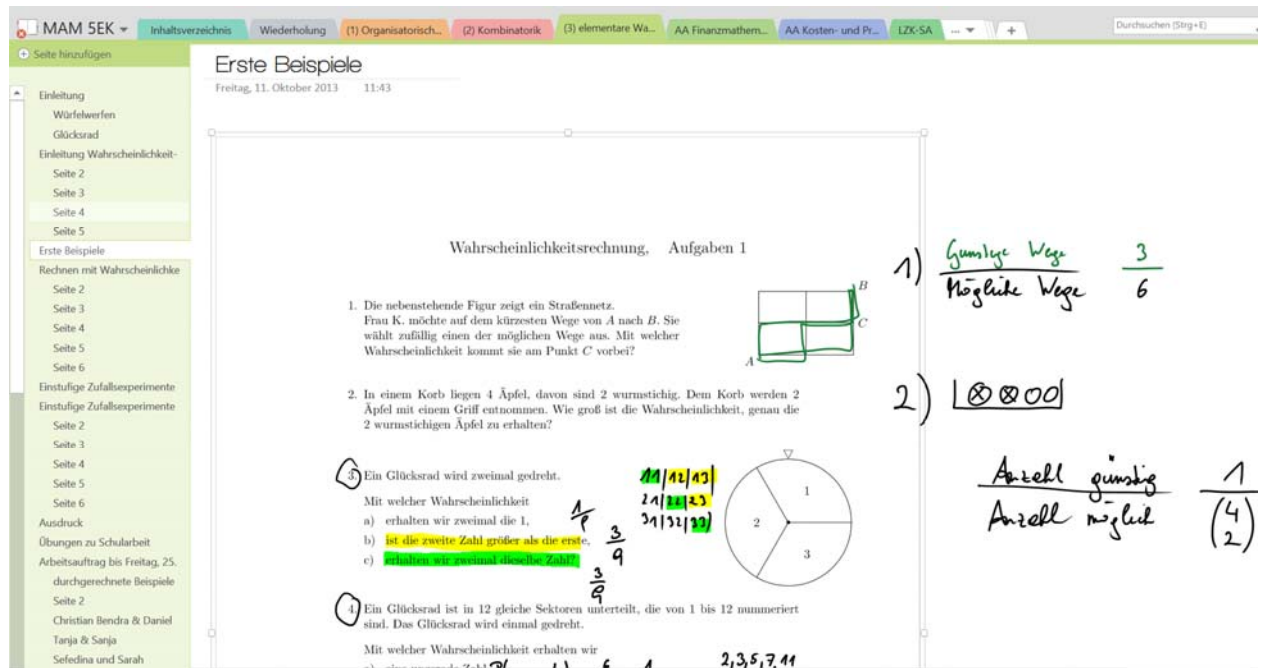 MAM 5EK
Inhaltsverzeichnis
Wiederholung
(1) Organisatorisch...
(2) Kombinatorik
(3) elementare Wa...
AA Finanzmathem...
AA Kosten- und Pr...
LZK-SA
...
+
Durchsuchen (Strg+E)
Seite hinzufügen
Einleitung
Würfelwerfen
Glücksrad
Einleitung Wahrscheinlichkeit-
Seite 2
Seite 3
Seite 4
Seite 5
Erste Beispiele
Rechnen mit Wahrscheinlichke
Seite 2
Seite 3
Seite 4
Seite 5
Seite 6
Einstufige Zufallsexperimente
Einstufige Zufallsexperimente
Seite 2
Seite 3
Seite 4
Seite 5
Seite 6
Ausdruck
Übungen zu Schularbeit
Arbeitsauftrag bis Freitag, 25.
durchgerechnete Beispiele
Seite 2
Christian Bendra & Daniel
Tanja & Sanja
Sefedina und Sarah
Erste Beispiele
Freitag, 11. Oktober 2013 11:43
Wahrscheinlichkeitsrechnung, Aufgaben 1
1. Die nebenstehende Figur zeigt ein Straßennetz.
Frau K. möchte auf dem kürzesten Wege von A nach B. Sie
wählt zufällig einen der möglichen Wege aus. Mit welcher
Wahrscheinlichkeit kommt sie am Punkt C vorbei?
B
C
A
2. In einem Korb liegen 4 Äpfel, davon sind 2 wurmstichig. Dem Korb werden 2
Äpfel mit einem Griff entnommen. Wie groß ist die Wahrscheinlichkeit, genau die
2 wurmstichigen Äpfel zu erhalten?
3. Ein Glücksrad wird zweimal gedreht.
Mit welcher Wahrscheinlichkeit
a) erhalten wir zweimal die 1, 1/9
b) ist die zweite Zahl größer als die erste, 3/9
c) erhalten wir zweimal dieselbe Zahl? 3/9
11|12|13|
21|22|23
31|32|33|
1
2
3
4. Ein Glücksrad ist in 12 gleiche Sektoren unterteilt, die von 1 bis 12 nummeriert
sind. Das Glücksrad wird einmal gedreht.
Mit welcher Wahrscheinlichkeit erhalten wir
2,3,5,7,11
1) Günstige Wege 3
Mögliche Wege 6
2)
Anzahl günstig 1
Anzahl möglich (4
2)